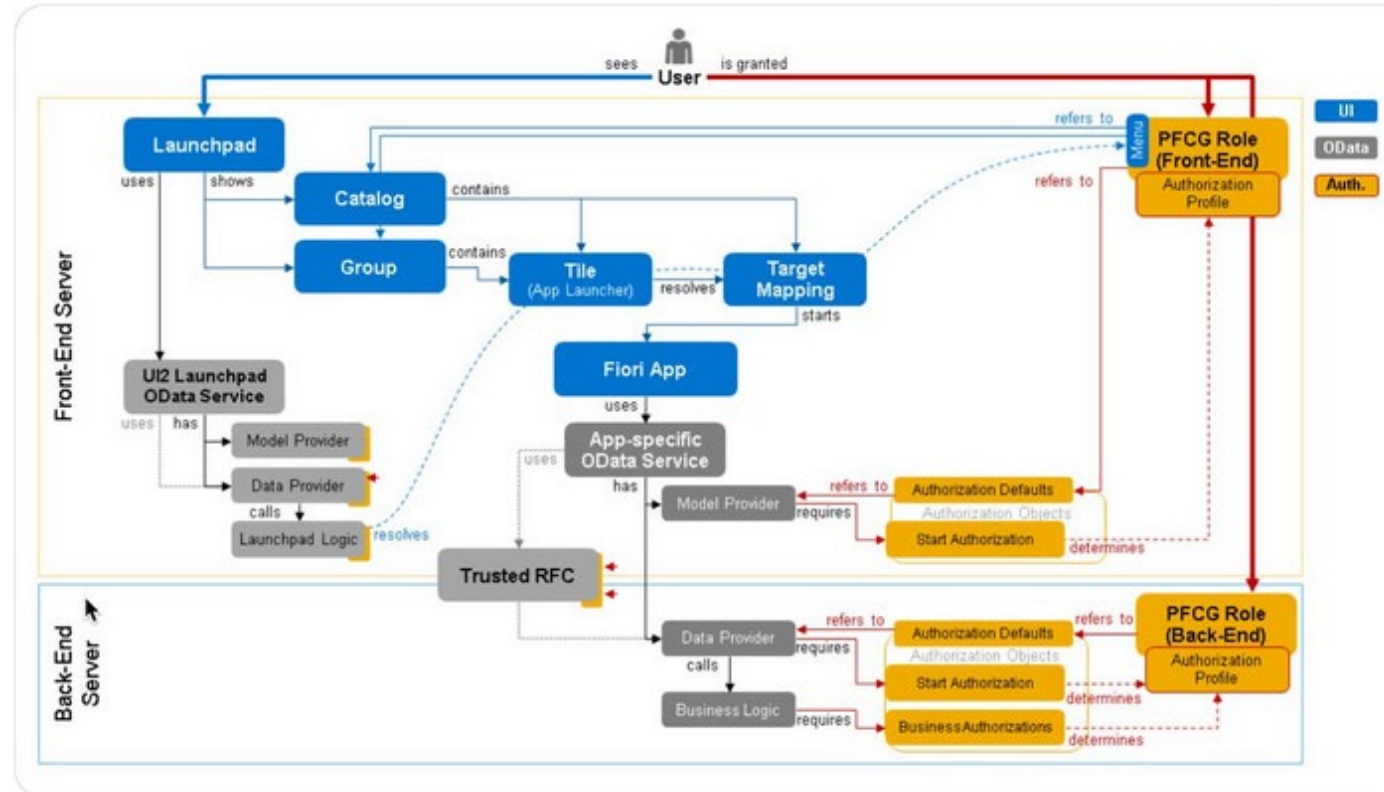 sees
User
is granted
Front-End Server
Launchpad
uses
shows
Catalog
contains
Group
contains
Tile
(App Launcher)
resolves
Target
Mapping
starts
refers to
Menu
PFCG Role
(Front-End)
Authorization
Profile
refers to
UI
OData
Auth.
UI2 Launchpad
OData Service
uses
has
Model Provider
Data Provider
calls
Launchpad Logic
resolves
Fiori App
uses
App-specific
OData Service
uses
has
Model Provider
refers to
requires
Authorization Defaults
Authorization Objects
Start Authorization
determines
Trusted RFC
Back-End
Server
Data Provider
calls
Business Logic
refers to
requires
requires
Authorization Defaults
Authorization Objects
Start Authorization
Business Authorizations
refers to
determines
determines
PFCG Role
(Back-End)
Authorization
Profile